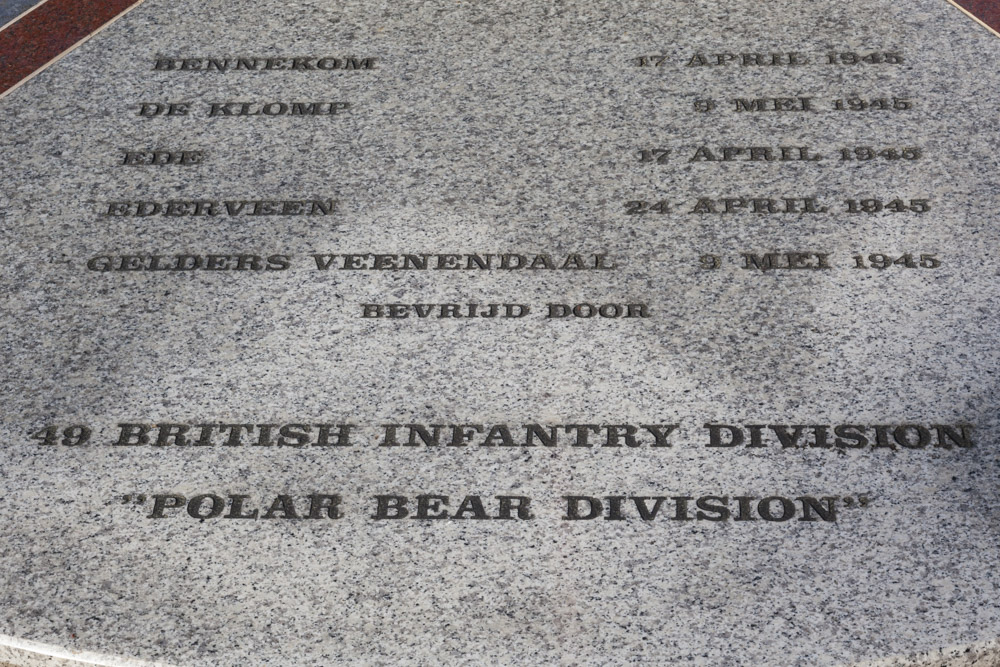 BENNEKOM 17 APRIL 1945
DE KLOMP 9 MEI 1945
EDE 17 APRIL 1945
EDERVEEN 24 APRIL 1945
GELDERS VEENENDAAL 9 MEI 1945
BEVRIJD DOOR
49 BRITISH INFANTRY DIVISION
"POLAR BEAR DIVISION"